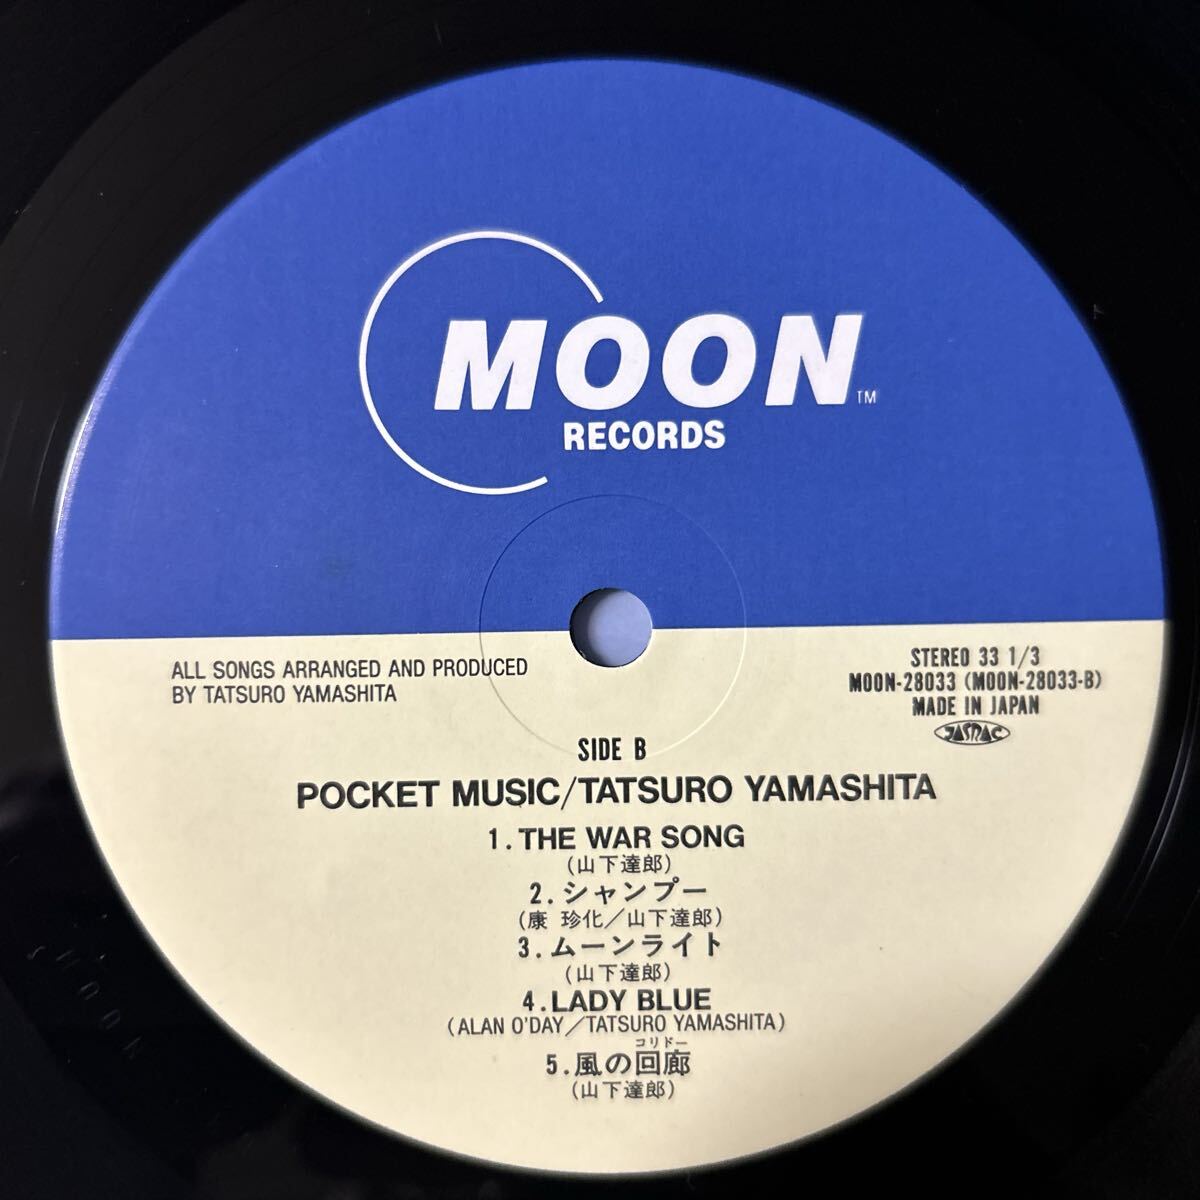 MOON TM
RECORDS
ALL SONGS ARRANGED AND PRODUCED
BY TATSURO YAMASHITA
STEREO 33 1/3
MOON-28033 (MOON-28033-B)
MADE IN JAPAN
JASRAC
SIDE B
POCKET MUSIC/TATSURO YAMASHITA
1. THE WAR SONG
(山下達郎)
2. シャンプー
(康 珍化/山下達郎)
3. ムーンライト
(山下達郎)
4. LADY BLUE
(ALAN O'DAY/TATSURO YAMASHITA)
コリドー
5. 風の回廊
(山下達郎)